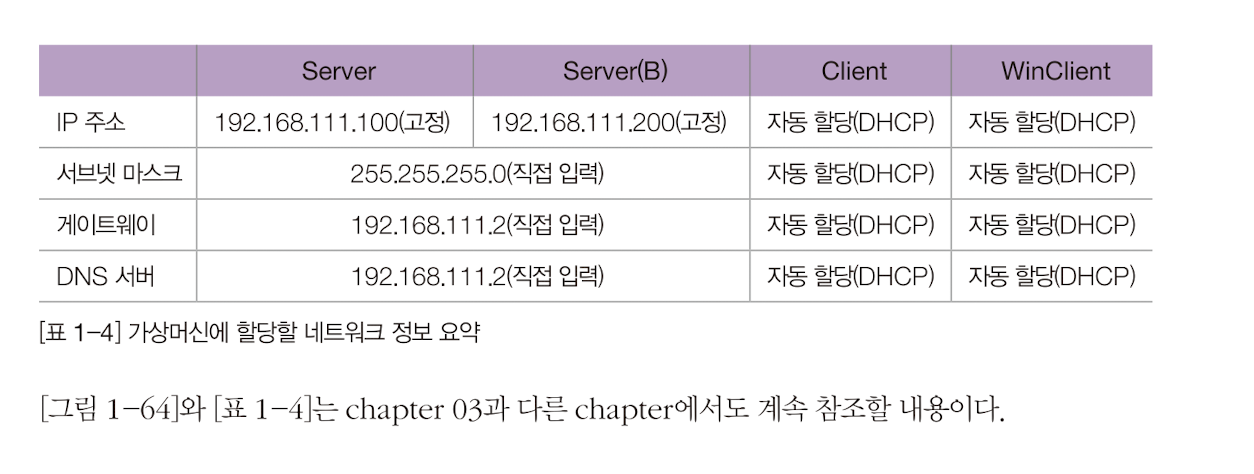 Server Server(B) Client WinClient
IP 주소 192.168.111.100(고정) 192.168.111.200(고정) 자동 할당(DHCP) 자동 할당(DHCP)
서브넷 마스크 255.255.255.0(직접 입력) 자동 할당(DHCP) 자동 할당(DHCP)
게이트웨이 192.168.111.2(직접 입력) 자동 할당(DHCP) 자동 할당(DHCP)
DNS 서버 192.168.111.2(직접 입력) 자동 할당(DHCP) 자동 할당(DHCP)
[표 1-4] 가상머신에 할당할 네트워크 정보 요약
[그림 1-64]와 [표 1-4]는 chapter 03과 다른 chapter에서도 계속 참조할 내용이다.